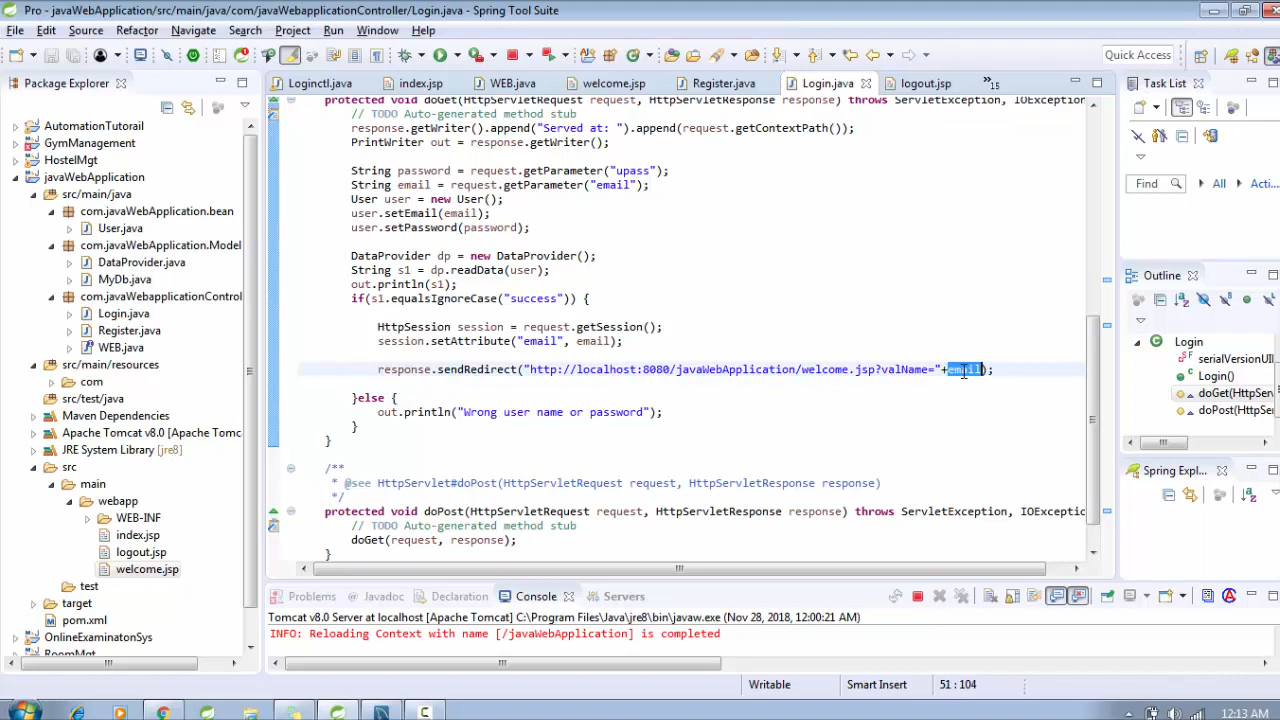 Pro - javaWebApplication/src/main/java/com/javaWebapplicationController/Login.java - Spring Tool Suite
File Edit Source Refactor Navigate Search Project Run Window Help
Quick Access
Package Explorer
Loginctl.java index.jsp WEB.java welcome.jsp Register.java Login.java logout.jsp »15
Task List
protected void doGet(HttpServletRequest request, HttpServletResponse response) throws ServletException, IOException
// TODO Auto-generated method stub
response.getWriter().append("Served at: ").append(request.getContextPath());
PrintWriter out = response.getWriter();
String password = request.getParameter("upass");
String email = request.getParameter("email");
User user = new User();
user.setEmail(email);
user.setPassword(password);
DataProvider dp = new DataProvider();
String s1 = dp.readData(user);
out.println(s1);
if(s1.equalsIgnoreCase("success")) {
HttpSession session = request.getSession();
session.setAttribute("email", email);
response.sendRedirect("http://localhost:8080/javaWebApplication/welcome.jsp?valName="+email);
}else {
out.println("Wrong user name or password");
}
}
/**
* @see HttpServlet#doPost(HttpServletRequest request, HttpServletResponse response)
*/
protected void doPost(HttpServletRequest request, HttpServletResponse response) throws ServletException, IOExcep
// TODO Auto-generated method stub
doGet(request, response);
}
AutomationTutorail
GymManagement
HostelMgt
javaWebApplication
src/main/java
com.javaWebApplication.bean
User.java
com.javaWebApplication.Model
DataProvider.java
MyDb.java
com.javaWebapplicationControl
Login.java
Register.java
WEB.java
src/main/resources
com
src/test/java
Maven Dependencies
Apache Tomcat v8.0 [Apache Tomc
JRE System Library [jre8]
src
main
webapp
WEB-INF
index.jsp
logout.jsp
welcome.jsp
test
target
pom.xml
OnlineExaminatonSys
RoomMgt
Find All Acti...
Outline
Login
serialVersionUI
Login()
doGet(HttpServ
doPost(HttpSer
Spring Expl...
Problems Javadoc Declaration Console Servers
Tomcat v8.0 Server at localhost [Apache Tomcat] C:\Program Files\Java\jre8\bin\javaw.exe (Nov 28, 2018, 12:00:21 AM)
INFO: Reloading Context with name [/javaWebApplication] is completed
Writable Smart Insert 51 : 104
12:13 AM